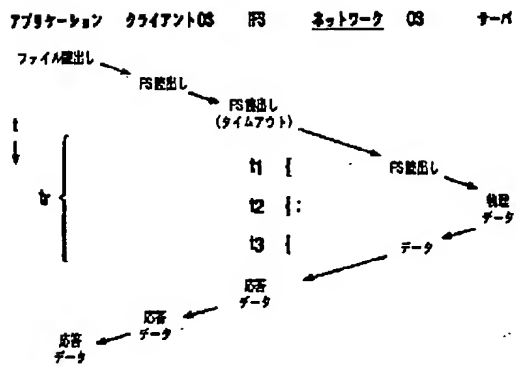 アプリケーション クライアントOS IFS ネットワーク OS サーバ
ファイル読出し
FS読出し
FS読出し
(タイムアウト)
t
t1 {
FS読出し
tr {
t2 { :
物理
データ
t3 {
データ
応答
データ
応答
データ
応答
データ